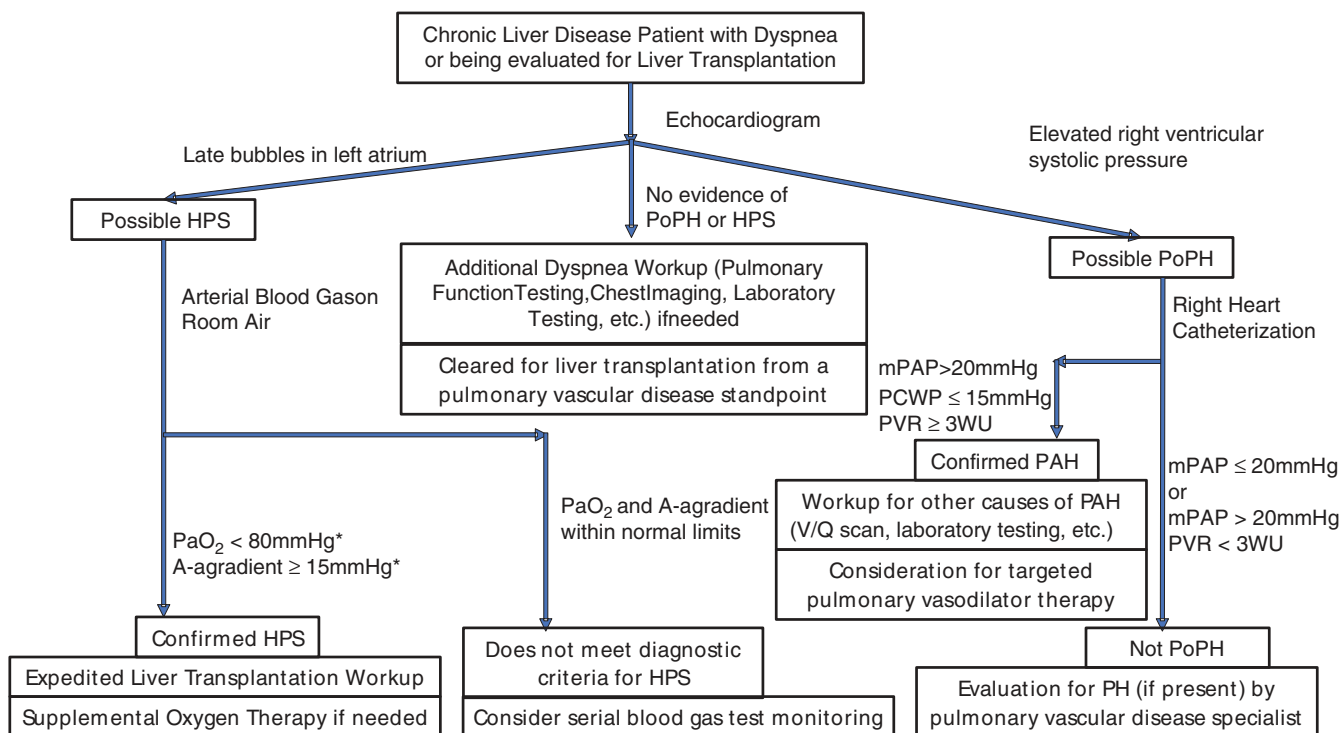 Chronic Liver Disease Patient with Dyspnea
or being evaluated for Liver Transplantation
Echocardiogram
Late bubbles in left atrium
Elevated right ventricular
systolic pressure
No evidence of
PoPH or HPS
Possible HPS
Possible PoPH
Additional Dyspnea Workup (Pulmonary
FunctionTesting,ChestImaging, Laboratory
Testing, etc.) ifneeded
Cleared for liver transplantation from a
pulmonary vascular disease standpoint
Arterial Blood Gason
Room Air
Right Heart
Catheterization
mPAP>20mmHg
PCWP ≤ 15mmHg
PVR ≥ 3WU
Confirmed PAH
Workup for other causes of PAH
(V/Q scan, laboratory testing, etc.)
Consideration for targeted
pulmonary vasodilator therapy
mPAP ≤ 20mmHg
or
mPAP > 20mmHg
PVR < 3WU
PaO₂ and A-agradient
within normal limits
PaO₂ < 80mmHg*
A-agradient ≥ 15mmHg*
Confirmed HPS
Expedited Liver Transplantation Workup
Supplemental Oxygen Therapy if needed
Does not meet diagnostic
criteria for HPS
Consider serial blood gas test monitoring
Not PoPH
Evaluation for PH (if present) by
pulmonary vascular disease specialist